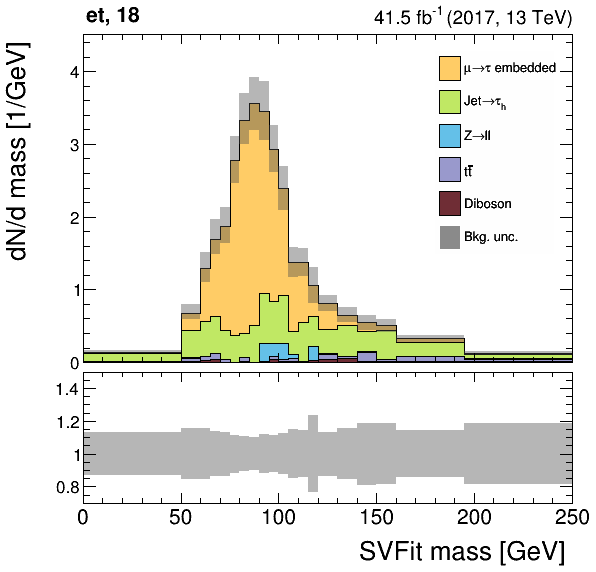 et, 18
41.5 fb⁻¹ (2017, 13 TeV)
dN/d mass [1/GeV]
4
3
2
1
0
μ→τ embedded
Jet→τₕ
Z→ll
tt̄
Diboson
Bkg. unc.
1.4
1.2
1
0.8
0 50 100 150 200 250
SVFit mass [GeV]